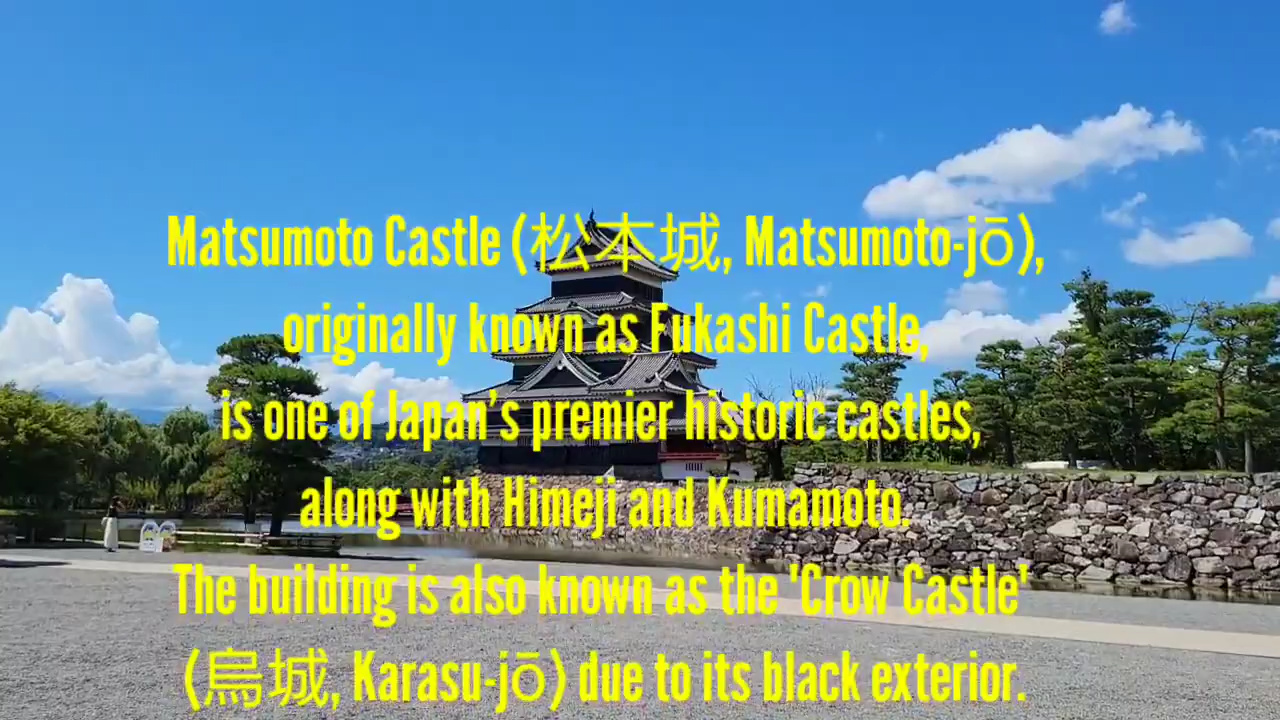 Matsumoto Castle (松本城, Matsumoto-jō),
originally known as Fukashi Castle,
is one of Japan's premier historic castles,
along with Himeji and Kumamoto.
The building is also known as the 'Crow Castle'
(烏城, Karasu-jō) due to its black exterior.